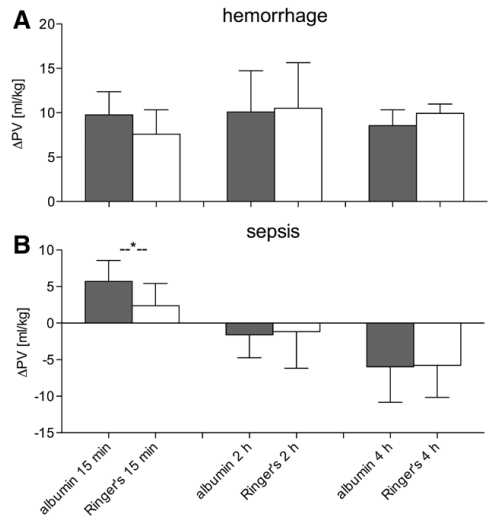 A
hemorrhage
20
15
10
5
0
ΔPV [ml/kg]
B
sepsis
10
5
0
-5
-10
-15
ΔPV [ml/kg]
--*--
albumin 15 min
Ringer's 15 min
albumin 2 h
Ringer's 2 h
albumin 4 h
Ringer's 4 h